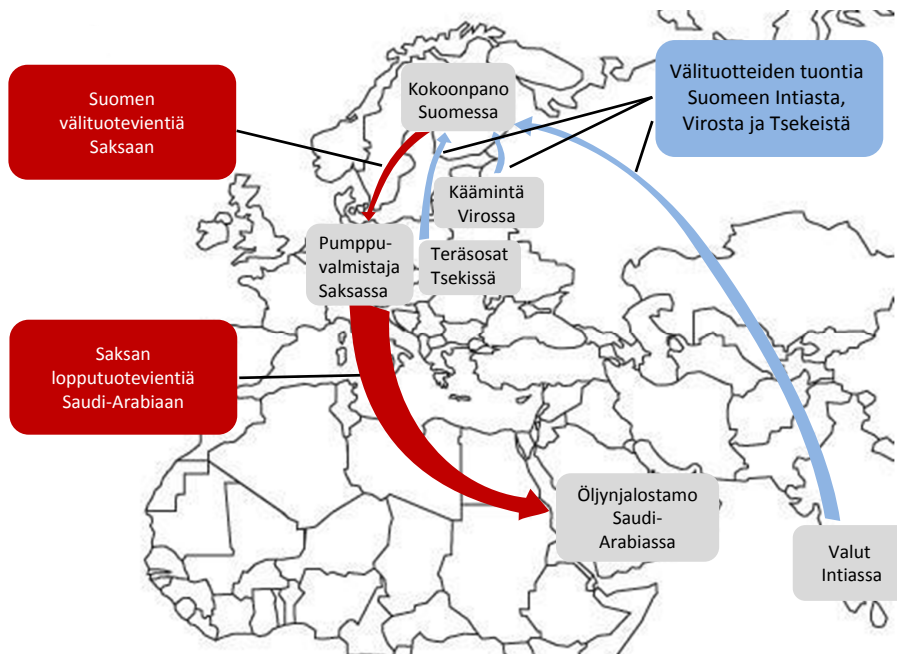 Suomen
välituotevientiä
Saksaan
Kokoonpano
Suomessa
Välituotteiden tuontia
Suomeen Intiasta,
Virosta ja Tsekeistä
Käämintä
Virossa
Pumppu-
valmistaja
Saksassa
Teräsosat
Tsekissä
Saksan
lopputuotevientiä
Saudi-Arabiaan
Öljynjalostamo
Saudi-
Arabiassa
Valut
Intiassa